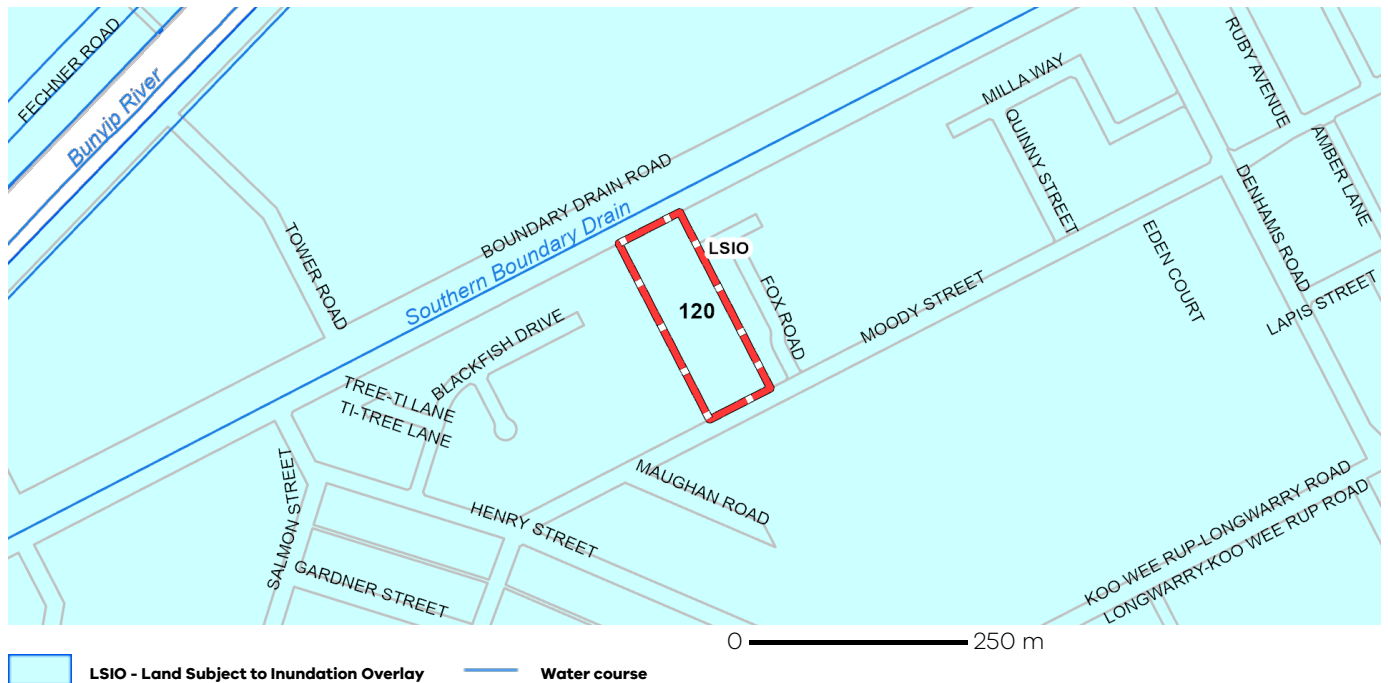 FECHNER ROAD
Bunyip River
TOWER ROAD
BOUNDARY DRAIN ROAD
Southern Boundary Drain
BLACKFISH DRIVE
TREE-TI LANE
TI-TREE LANE
SALMON STREET
HENRY STREET
GARDNER STREET
MAUGHAN ROAD
LSIO
120
FOX ROAD
MOODY STREET
MILLA WAY
QUINNY STREET
RUBY AVENUE
AMBER LANE
DENHAMS ROAD
EDEN COURT
LAPIS STREET
KOO WEE RUP-LONGWARRY ROAD
LONGWARRY-KOO WEE RUP ROAD
0 250 m
LSIO - Land Subject to Inundation Overlay
Water course